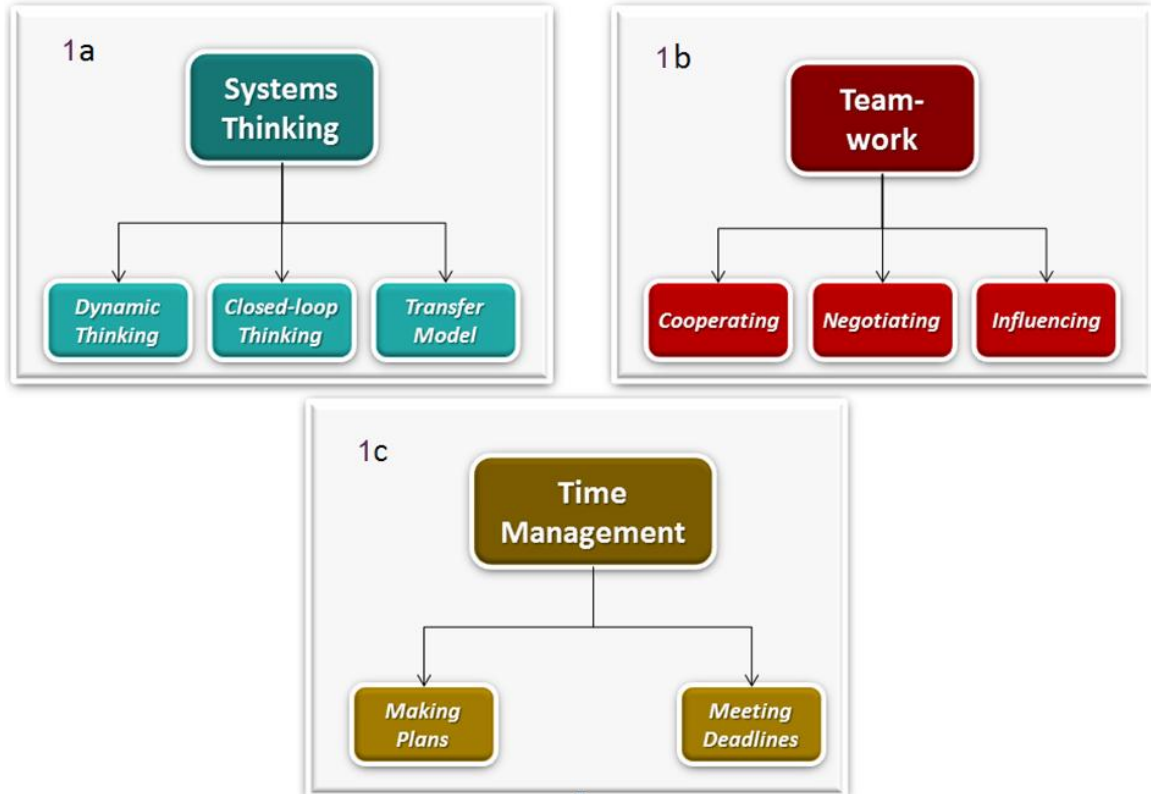 1a
Systems
Thinking
Dynamic
Thinking
Closed-loop
Thinking
Transfer
Model
1b
Team-
work
Cooperating
Negotiating
Influencing
1c
Time
Management
Making
Plans
Meeting
Deadlines